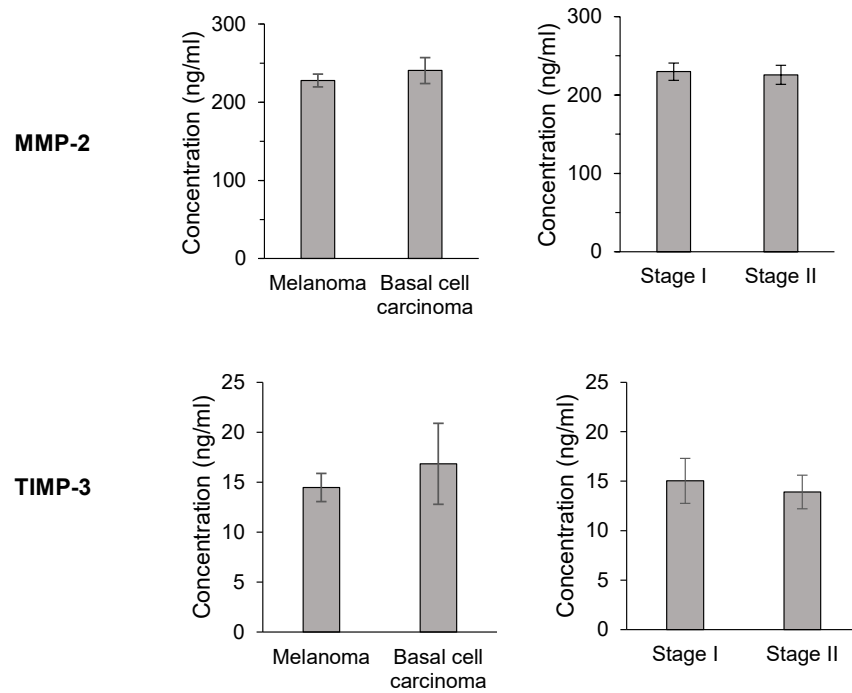 MMP-2
Concentration (ng/ml)
300
200
100
0
Melanoma
Basal cell
carcinoma
Concentration (ng/ml)
300
200
100
0
Stage I
Stage II
TIMP-3
Concentration (ng/ml)
25
20
15
10
5
0
Melanoma
Basal cell
carcinoma
Concentration (ng/ml)
25
20
15
10
5
0
Stage I
Stage II